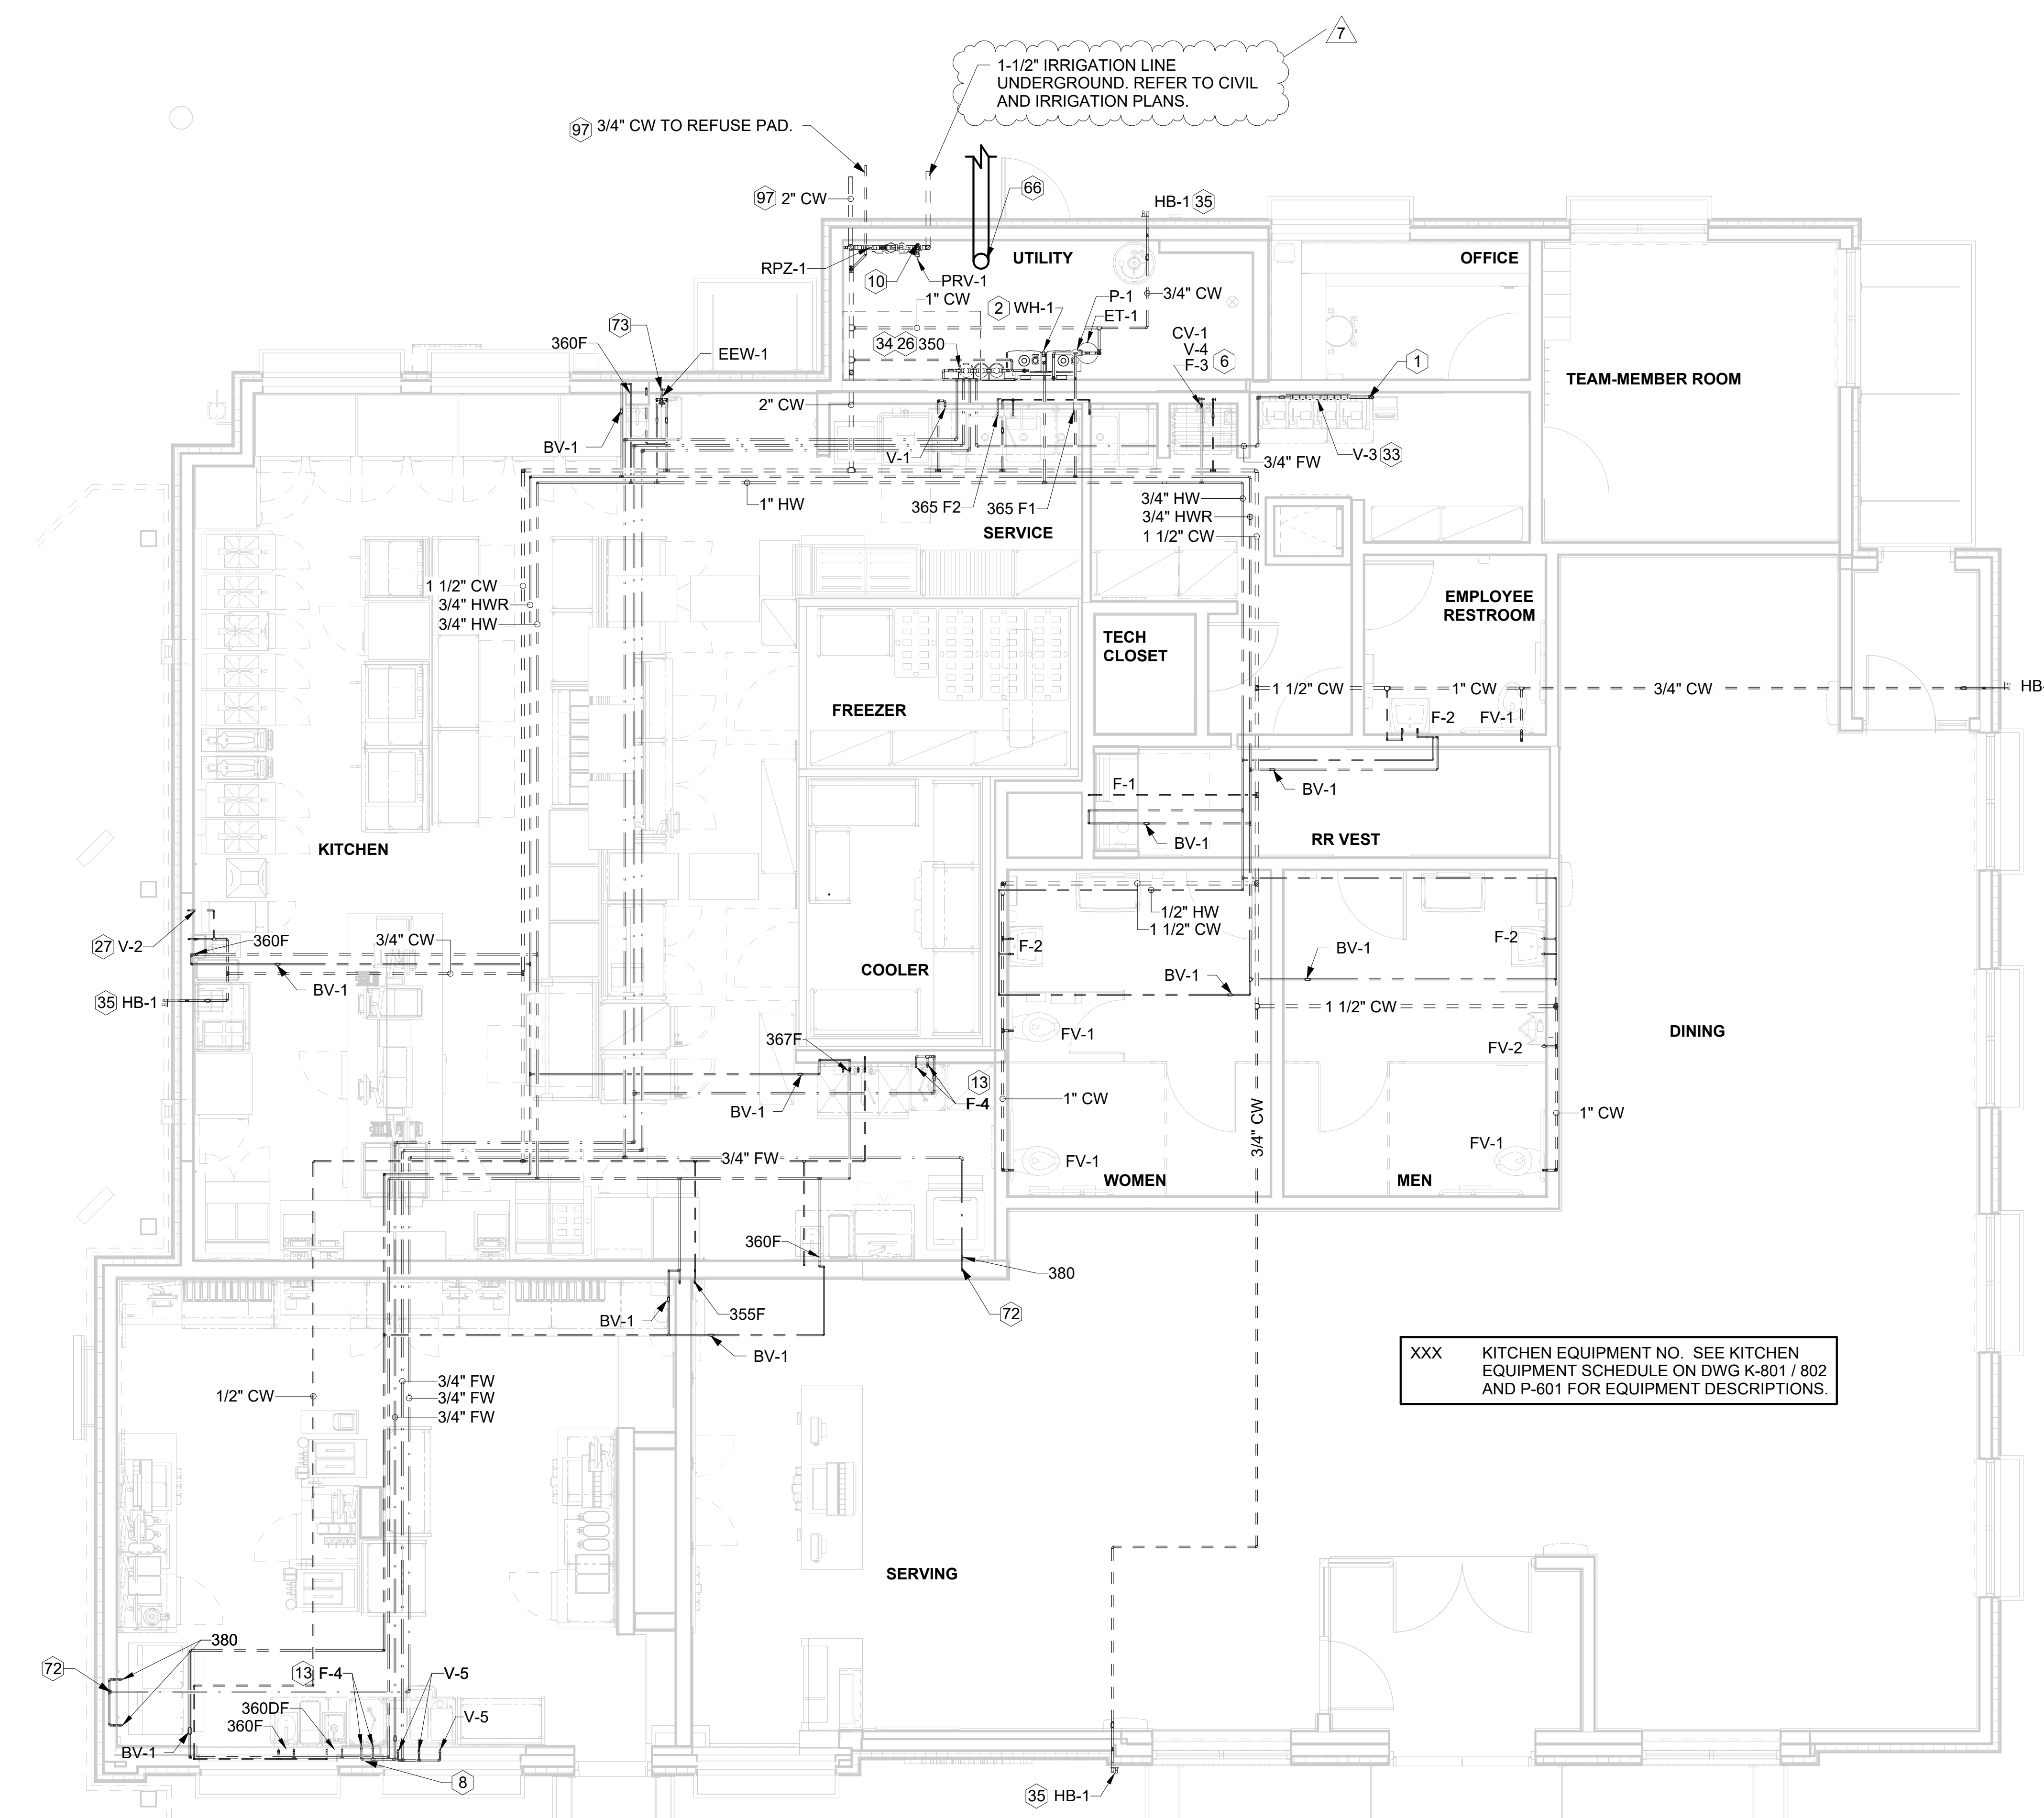 7
1-1/2" IRRIGATION LINE
UNDERGROUND. REFER TO CIVIL
AND IRRIGATION PLANS.
97 3/4" CW TO REFUSE PAD.
97 2" CW
66
HB-1 35
RPZ-1
10
PRV-1
UTILITY
OFFICE
1" CW
2 WH-1
P-1
ET-1
3/4" CW
73
360F
EEW-1
34 26 350
CV-1
V-4
F-3
6
1
TEAM-MEMBER ROOM
2" CW
BV-1
V-1
V-3 33
3/4" FW
1" HW
365 F2
365 F1
SERVICE
3/4" HW
3/4" HWR
1 1/2" CW
1 1/2" CW
3/4" HWR
3/4" HW
EMPLOYEE
RESTROOM
TECH
CLOSET
1 1/2" CW
1" CW
3/4" CW
HB-
FREEZER
F-2
FV-1
F-1
BV-1
BV-1
RR VEST
KITCHEN
27 V-2
360F
3/4" CW
BV-1
35 HB-1
COOLER
1/2" HW
1 1/2" CW
F-2
BV-1
BV-1
F-2
1 1/2" CW
DINING
FV-1
FV-2
367F
13
F-4
BV-1
1" CW
3/4" CW
1" CW
3/4" FW
FV-1
WOMEN
MEN
FV-1
360F
380
72
355F
BV-1
BV-1
XXX KITCHEN EQUIPMENT NO. SEE KITCHEN
EQUIPMENT SCHEDULE ON DWG K-801 / 802
AND P-601 FOR EQUIPMENT DESCRIPTIONS.
1/2" CW
3/4" FW
3/4" FW
3/4" FW
SERVING
380
72
13 F-4
V-5
360DF
360F
V-5
BV-1
8
35 HB-1